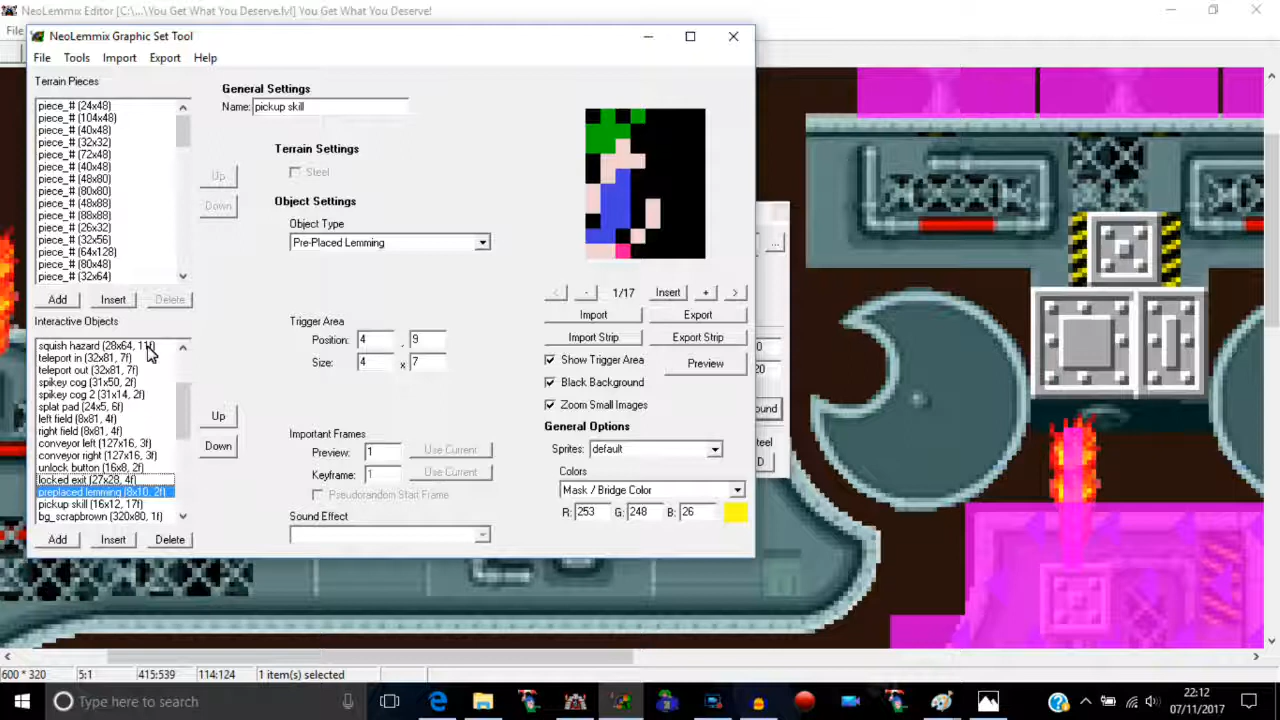 NeoLemmix Editor [C:\...\You Get What You Deserve.lvl] You Get What You Deserve!
File
NeoLemmix Graphic Set Tool
File Tools Import Export Help
Terrain Pieces
piece_# (24x48)
piece_# (104x48)
piece_# (40x48)
piece_# (32x32)
piece_# (72x48)
piece_# (40x48)
piece_# (48x80)
piece_# (80x80)
piece_# (48x88)
piece_# (88x88)
piece_# (26x32)
piece_# (32x56)
piece_# (64x128)
piece_# (80x48)
piece_# (32x64)
Add Insert Delete
Interactive Objects
squish hazard (28x64,
teleport in (32x81, 7f)
teleport out (32x81, 7f)
spikey cog (31x50, 2f)
spikey cog 2 (31x14, 2f)
splat pad (24x5, 6f)
left field (8x81, 4f)
right field (8x81, 4f)
conveyor left (127x16, 3f)
conveyor right (127x16, 3f)
unlock button (16x8, 2f)
locked exit (27x28, 4f)
preplaced lemming (8x10, 2f)
pickup skill (16x12, 17f)
bg_scrapbrown (320x80, 1f)
Add Insert Delete
Up
Down
Up
Down
General Settings
Name: pickup skill
Terrain Settings
Steel
Object Settings
Object Type
Pre-Placed Lemming
Trigger Area
Position: 4 , 9
Size: 4 x 7
Important Frames
Preview: 1 Use Current
Keyframe: 1 Use Current
Pseudorandom Start Frame
Sound Effect
< - 1/17 Insert + >
Import Export
Import Strip Export Strip
Show Trigger Area
Preview
Black Background
Zoom Small Images
General Options
Sprites: default
Colors
Mask / Bridge Color
R: 253 G: 248 B: 26
...
0
20
ound
teel
D
600 * 320 5:1 415:539 114:124 1 item(s) selected
Type here to search
22:12
07/11/2017